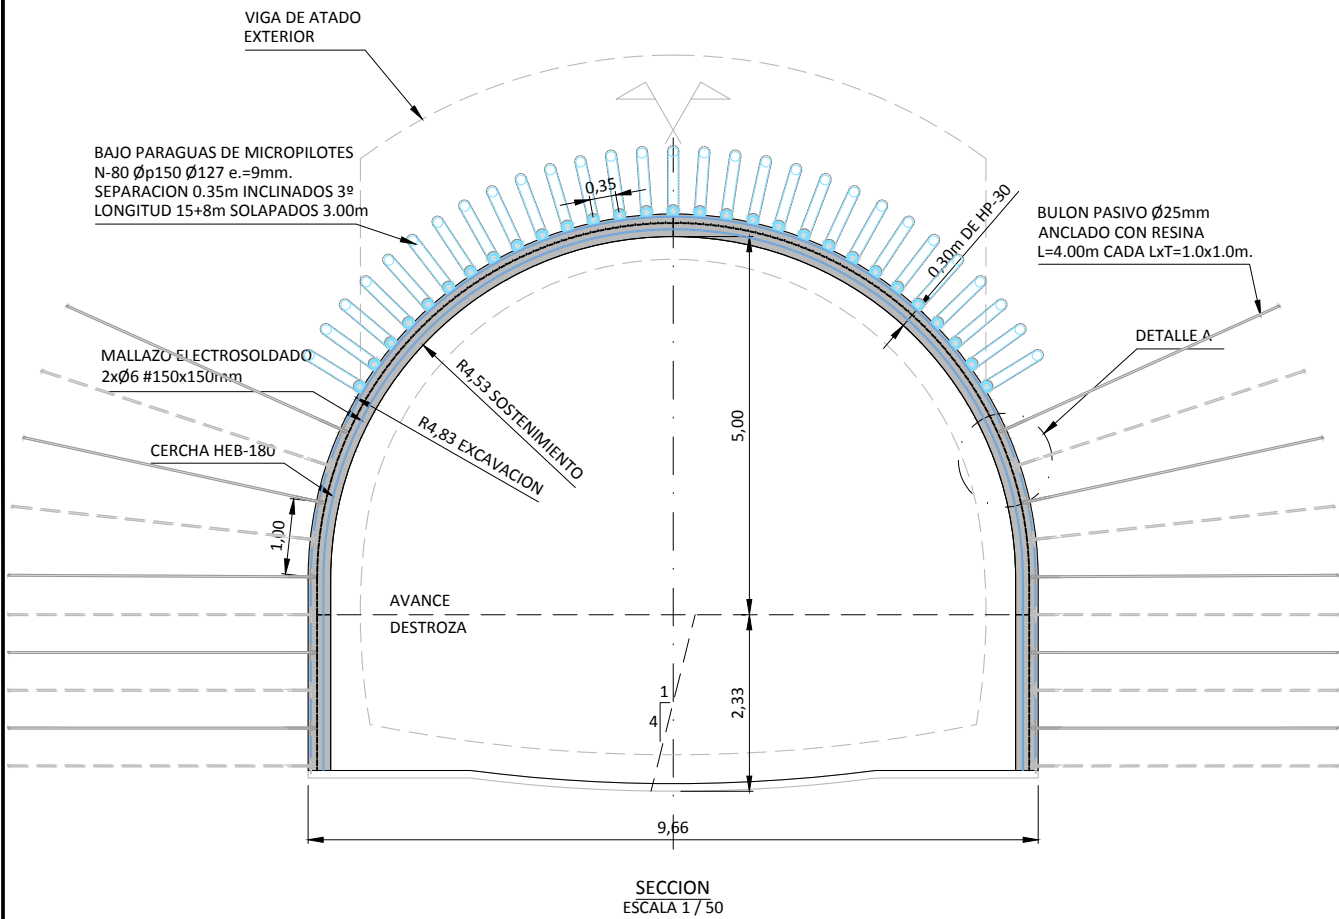 VIGA DE ATADO
EXTERIOR
BAJO PARAGUAS DE MICROPILOTES
N-80 Øp150 Ø127 e.=9mm.
SEPARACION 0.35m INCLINADOS 3º
LONGITUD 15+8m SOLAPADOS 3.00m
0,35
0,30m DE HP-30
BULON PASIVO Ø25mm
ANCLADO CON RESINA
L=4.00m CADA LxT=1.0x1.0m.
DETALLE A
MALLAZO ELECTROSOLDADO
2xØ6 #150x150mm
R4,53 SOSTENIMIENTO
R4,83 EXCAVACION
5,00
CERCHA HEB-180
1,00
AVANCE
DESTROZA
1
4
2,33
9,66
SECCION
ESCALA 1 / 50